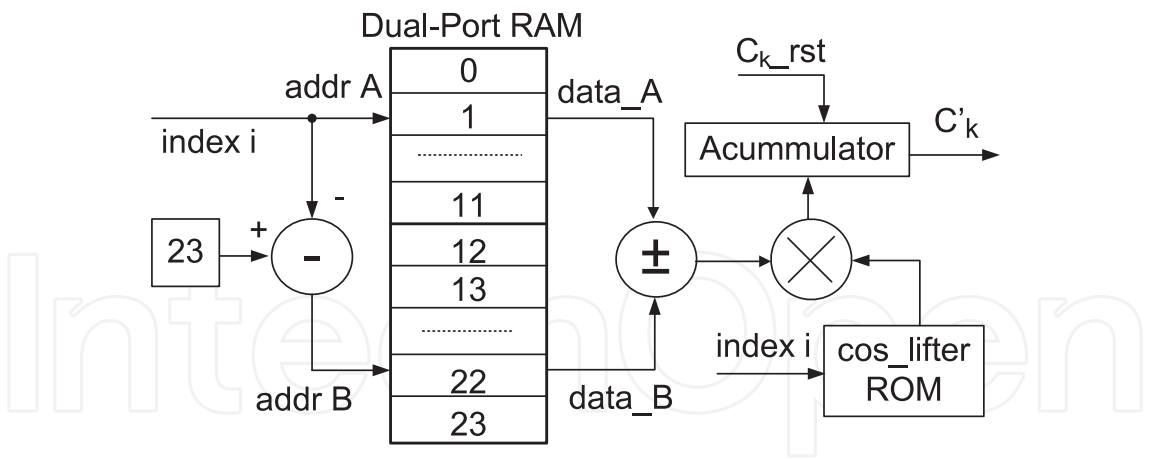 Dual-Port RAM
0
1
11
12
13
22
23
addr A
index i
-
+
23
-
addr B
data_A
data_B
±
C_k_rst
Acummulator
C'_k
index i
cos_lifter
ROM
IntechOpen